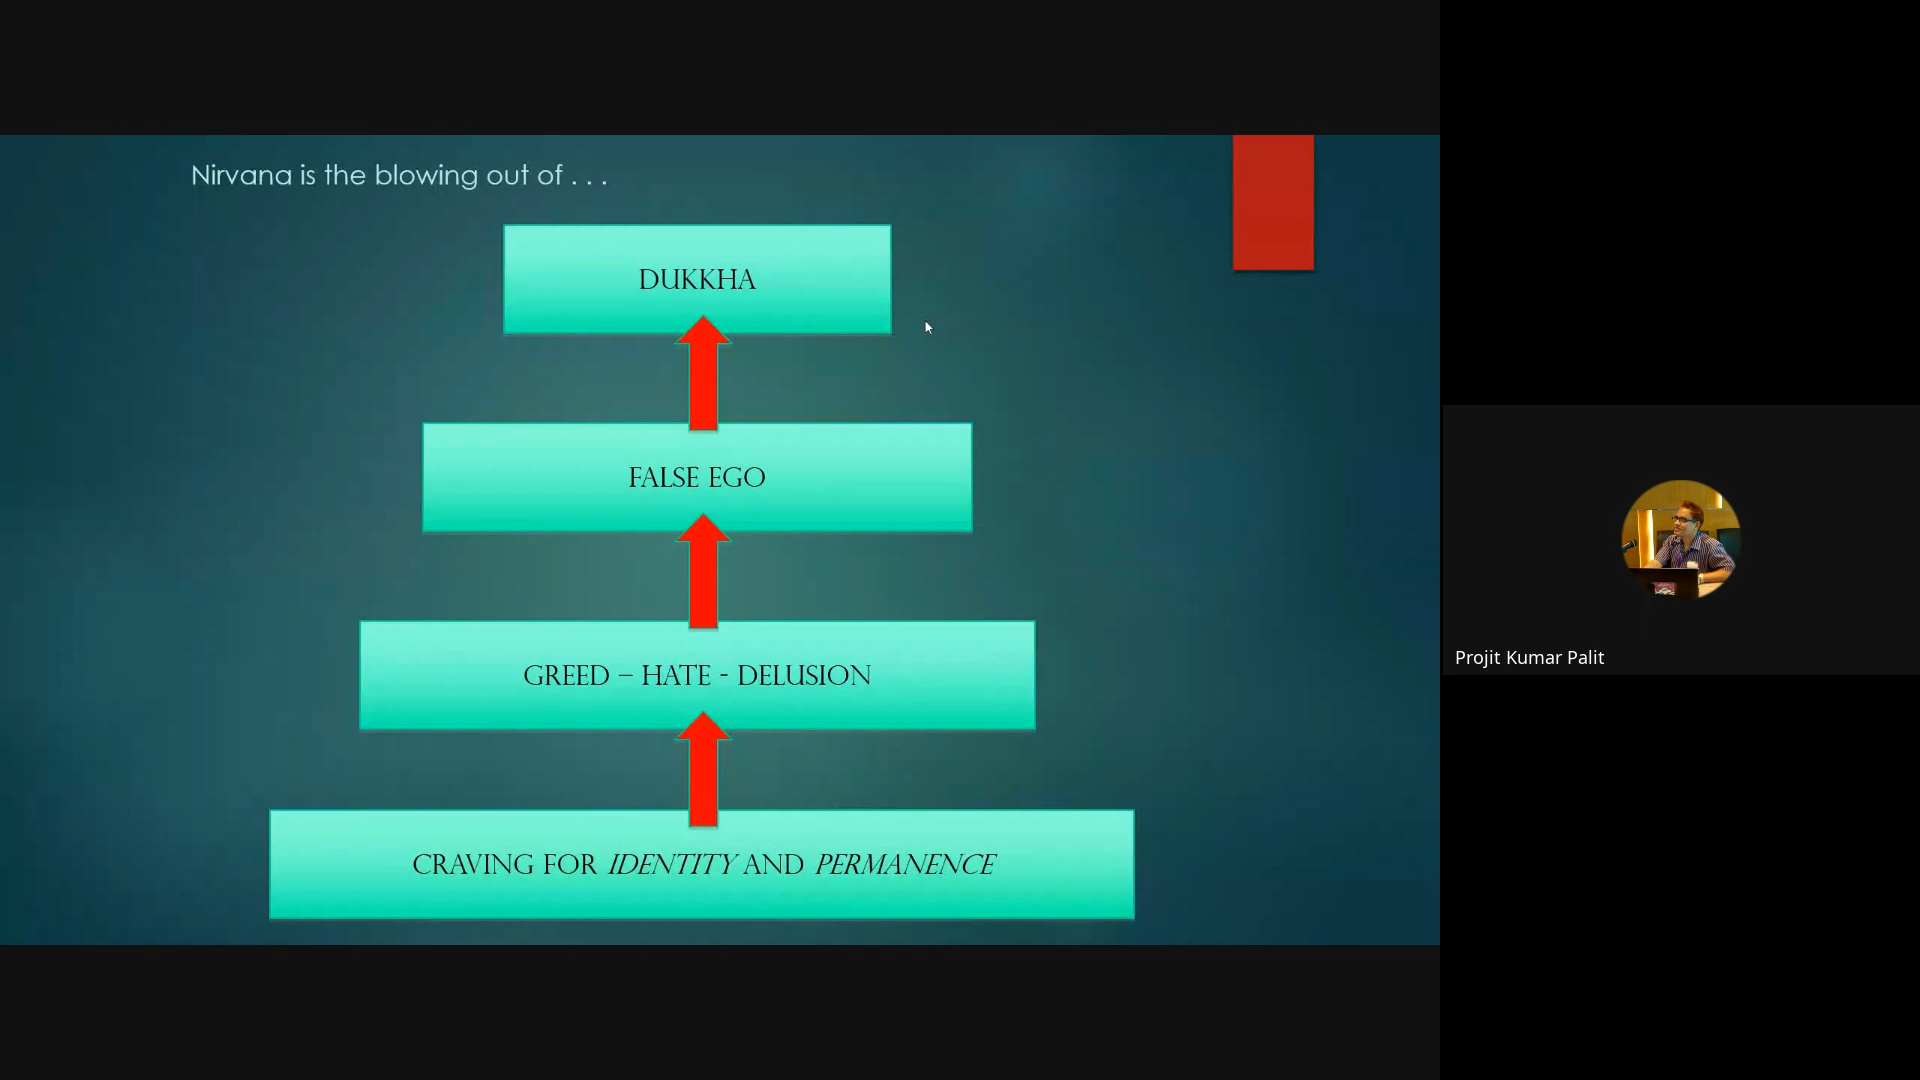 Nirvana is the blowing out of . . .
DUKKHA
FALSE EGO
GREED – HATE - DELUSION
CRAVING FOR IDENTITY AND PERMANENCE
Projit Kumar Palit